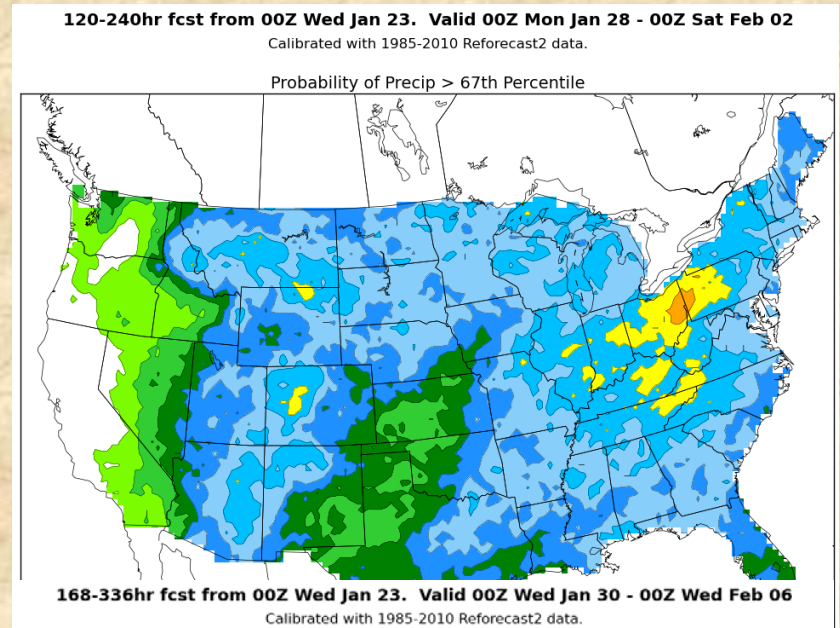 120-240hr fcst from 00Z Wed Jan 23.  Valid 00Z Mon Jan 28 - 00Z Sat Feb 02
Calibrated with 1985-2010 Reforecast2 data.
Probability of Precip > 67th Percentile
168-336hr fcst from 00Z Wed Jan 23.  Valid 00Z Wed Jan 30 - 00Z Wed Feb 06
Calibrated with 1985-2010 Reforecast2 data.